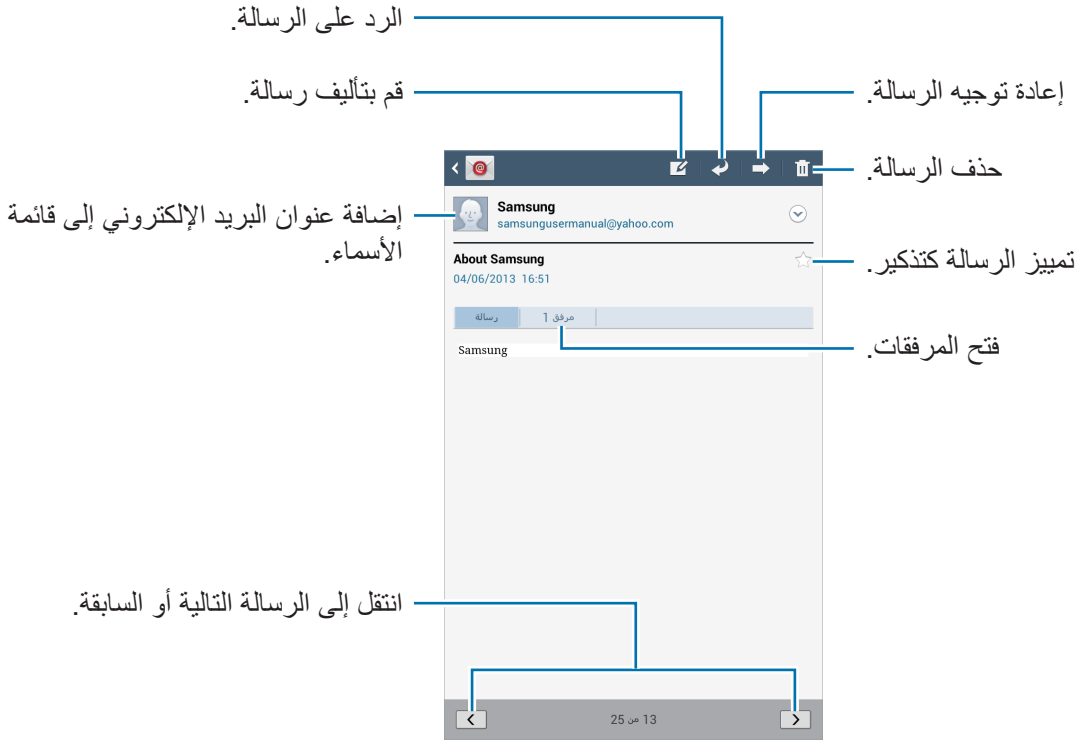 الرد على الرسالة.
قم بتأليف رسالة.
إعادة توجيه الرسالة.
حذف الرسالة.
Samsung
samsungusermanual@yahoo.com
إضافة عنوان البريد الإلكتروني إلى قائمة
الأسماء.
About Samsung
04/06/2013 16:51
تمييز الرسالة كتذكير.
رسالة
مرفق 1
فتح المرفقات.
Samsung
انتقل إلى الرسالة التالية أو السابقة.
13 من 25